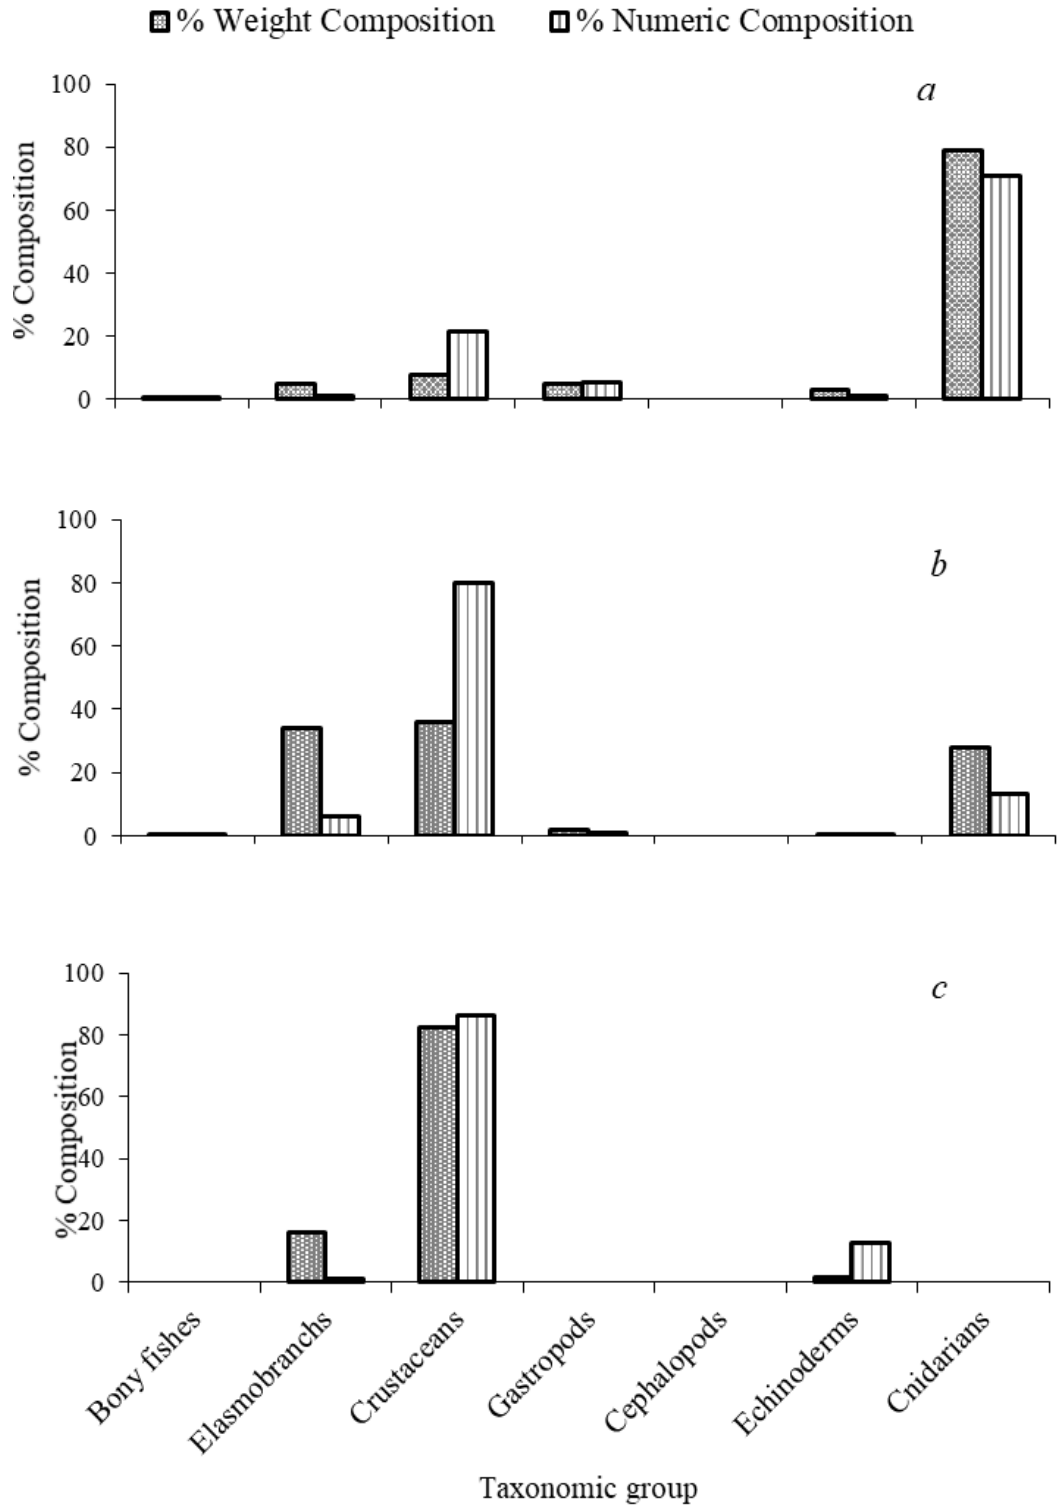 % Weight Composition % Numeric Composition
a
% Composition
100
80
60
40
20
0
b
% Composition
100
80
60
40
20
0
c
% Composition
100
80
60
40
20
0
Bony fishes
Elasmobranchs
Crustaceans
Gastropods
Cephalopods
Echinoderms
Cnidarians
Taxonomic group